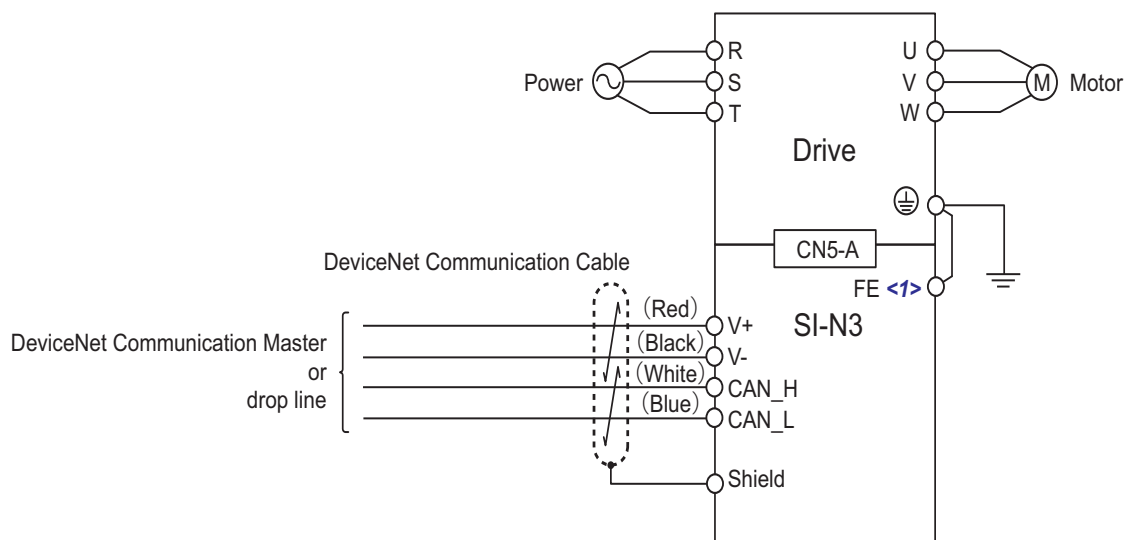 Power
R
S
T
U
V
W
M
Motor
Drive
CN5-A
FE <1>
SI-N3
DeviceNet Communication Cable
DeviceNet Communication Master
or
drop line
(Red)
V+
(Black)
V-
(White)
CAN_H
(Blue)
CAN_L
Shield